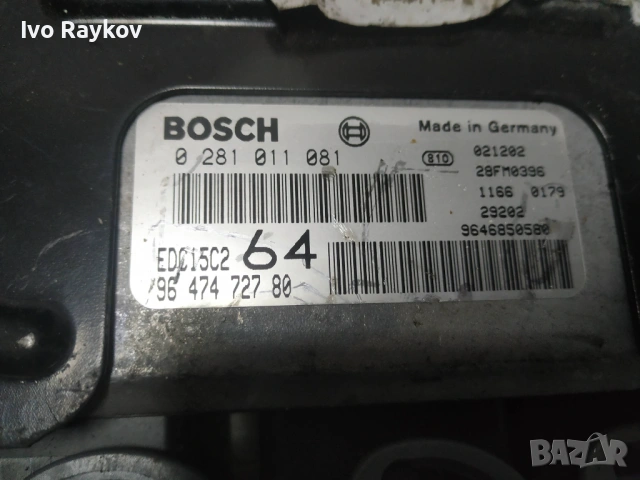 Ivo Raykov
BOSCH
Made in Germany
0 281 011 081
810
021202
28FM0396
1166 0179
29202
9646850580
EDC15C2
64
96 474 727 80
BAZAR